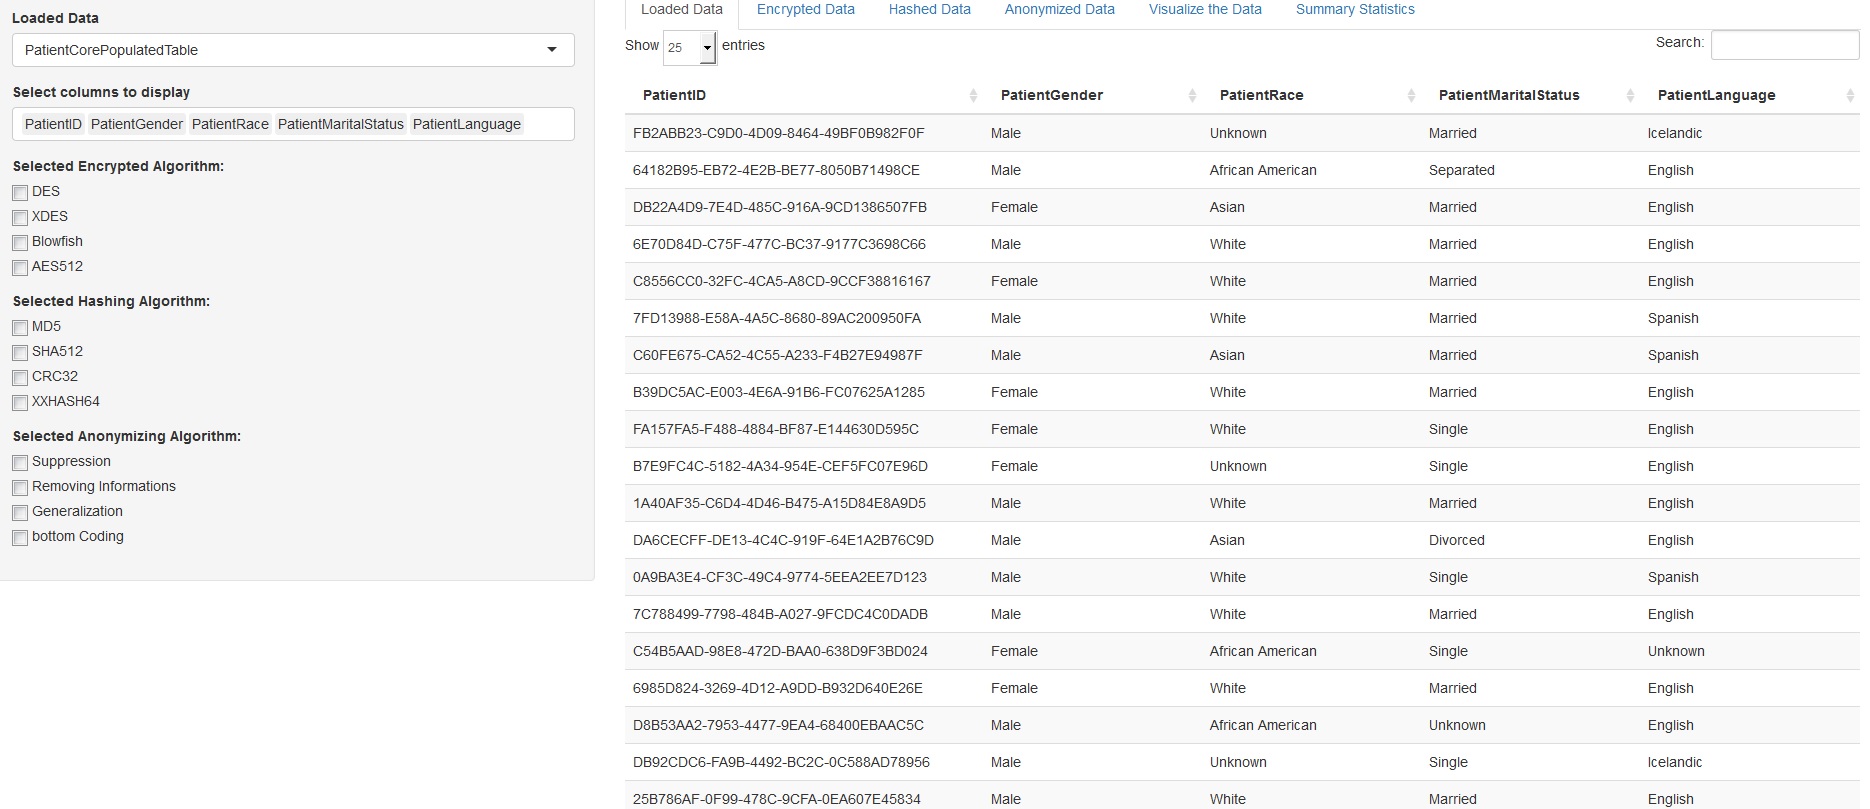 Loaded Data
PatientCorePopulatedTable
Select columns to display
PatientID PatientGender PatientRace PatientMaritalStatus PatientLanguage
Selected Encrypted Algorithm:
DES
XDES
Blowfish
AES512
Selected Hashing Algorithm:
MD5
SHA512
CRC32
XXHASH64
Selected Anonymizing Algorithm:
Suppression
Removing Informations
Generalization
bottom Coding
Loaded Data Encrypted Data Hashed Data Anonymized Data Visualize the Data Summary Statistics
Show 25 entries Search:
PatientID PatientGender PatientRace PatientMaritalStatus PatientLanguage
FB2ABB23-C9D0-4D09-8464-49BF0B982F0F Male Unknown Married Icelandic
64182B95-EB72-4E2B-BE77-8050B71498CE Male African American Separated English
DB22A4D9-7E4D-485C-916A-9CD1386507FB Female Asian Married English
6E70D84D-C75F-477C-BC37-9177C3698C66 Male White Married English
C8556CC0-32FC-4CA5-A8CD-9CCF38816167 Female White Married English
7FD13988-E58A-4A5C-8680-89AC200950FA Male White Married Spanish
C60FE675-CA52-4C55-A233-F4B27E94987F Male Asian Married Spanish
B39DC5AC-E003-4E6A-91B6-FC07625A1285 Female White Married English
FA157FA5-F488-4884-BF87-E144630D595C Female White Single English
B7E9FC4C-5182-4A34-954E-CEF5FC07E96D Female Unknown Single English
1A40AF35-C6D4-4D46-B475-A15D84E8A9D5 Male White Married English
DA6CECFF-DE13-4C4C-919F-64E1A2B76C9D Male Asian Divorced English
0A9BA3E4-CF3C-49C4-9774-5EEA2EE7D123 Male White Single Spanish
7C788499-7798-484B-A027-9FCDC4C0DADB Male White Married English
C54B5AAD-98E8-472D-BAA0-638D9F3BD024 Female African American Single Unknown
6985D824-3269-4D12-A9DD-B932D640E26E Female White Married English
D8B53AA2-7953-4477-9EA4-68400EBAAC5C Male African American Unknown English
DB92CDC6-FA9B-4492-BC2C-0C588AD78956 Male Unknown Single Icelandic
25B786AF-0F99-478C-9CFA-0EA607E45834 Male White Married English